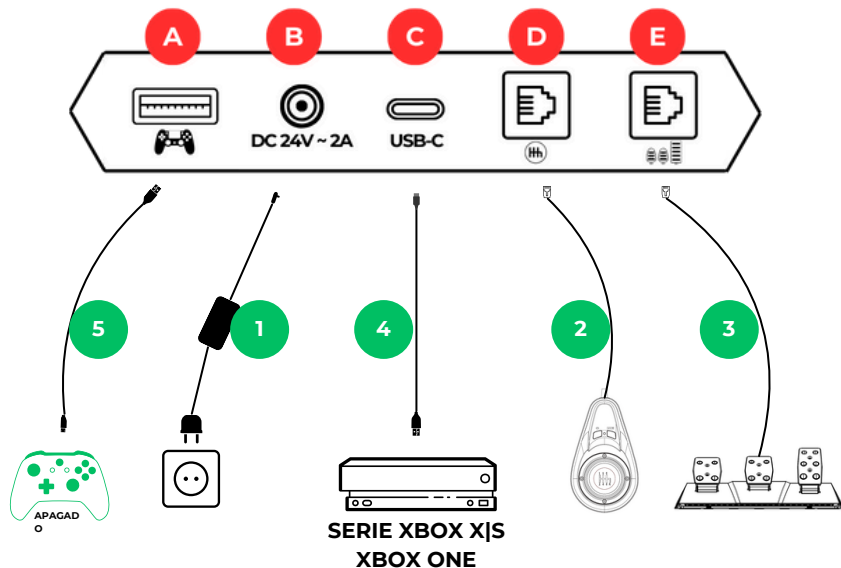 A
B
C
D
E
DC 24V ~ 2A
USB-C
5
1
4
2
3
APAGAD
O
SERIE XBOX X|S
XBOX ONE